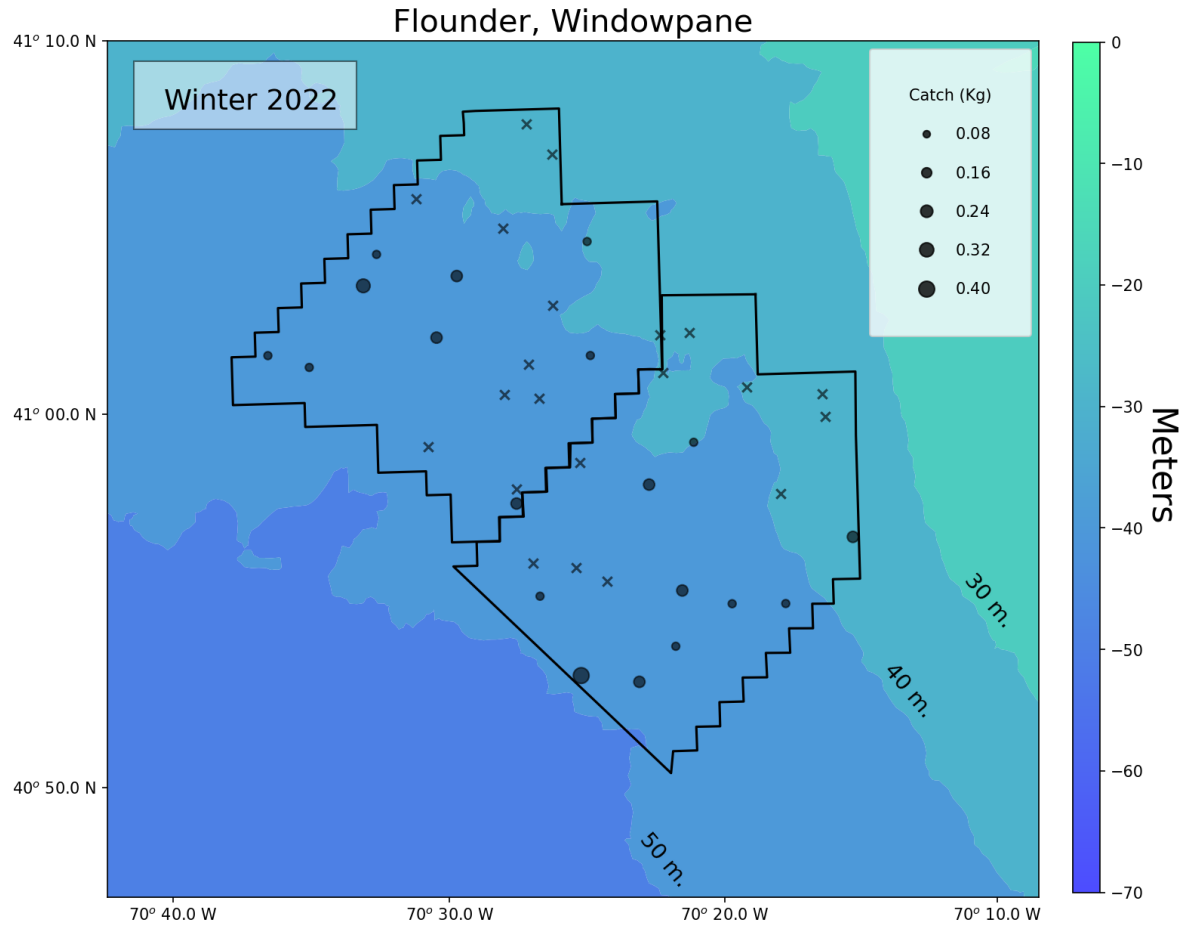 Flounder, Windowpane
41° 10.0 N
41° 00.0 N
40° 50.0 N
Winter 2022
Catch (Kg)
0.08
0.16
0.24
0.32
0.40
30 m.
40 m.
50 m.
70° 40.0 W
70° 30.0 W
70° 20.0 W
70° 10.0 W
0
−10
−20
−30
−40
−50
−60
−70
Meters